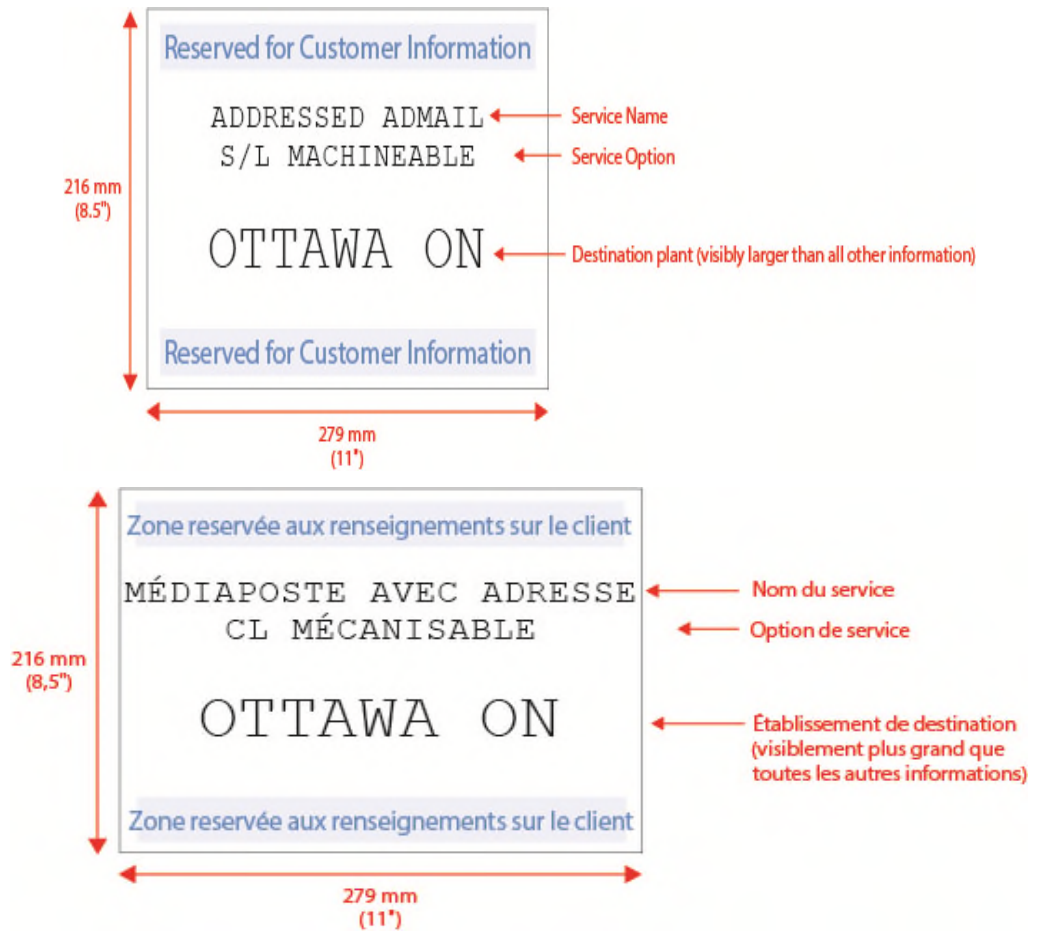 Reserved for Customer Information
ADDRESSED ADMAIL
Service Name
S/L MACHINEABLE
Service Option
216 mm
(8.5")
OTTAWA ON
Destination plant (visibly larger than all other information)
Reserved for Customer Information
279 mm
(11")
Zone reservée aux renseignements sur le client
MÉDIAPOSTE AVEC ADRESSE
Nom du service
CL MÉCANISABLE
Option de service
216 mm
(8,5")
OTTAWA ON
Établissement de destination
(visiblement plus grand que
toutes les autres informations)
Zone reservée aux renseignements sur le client
279 mm
(11")